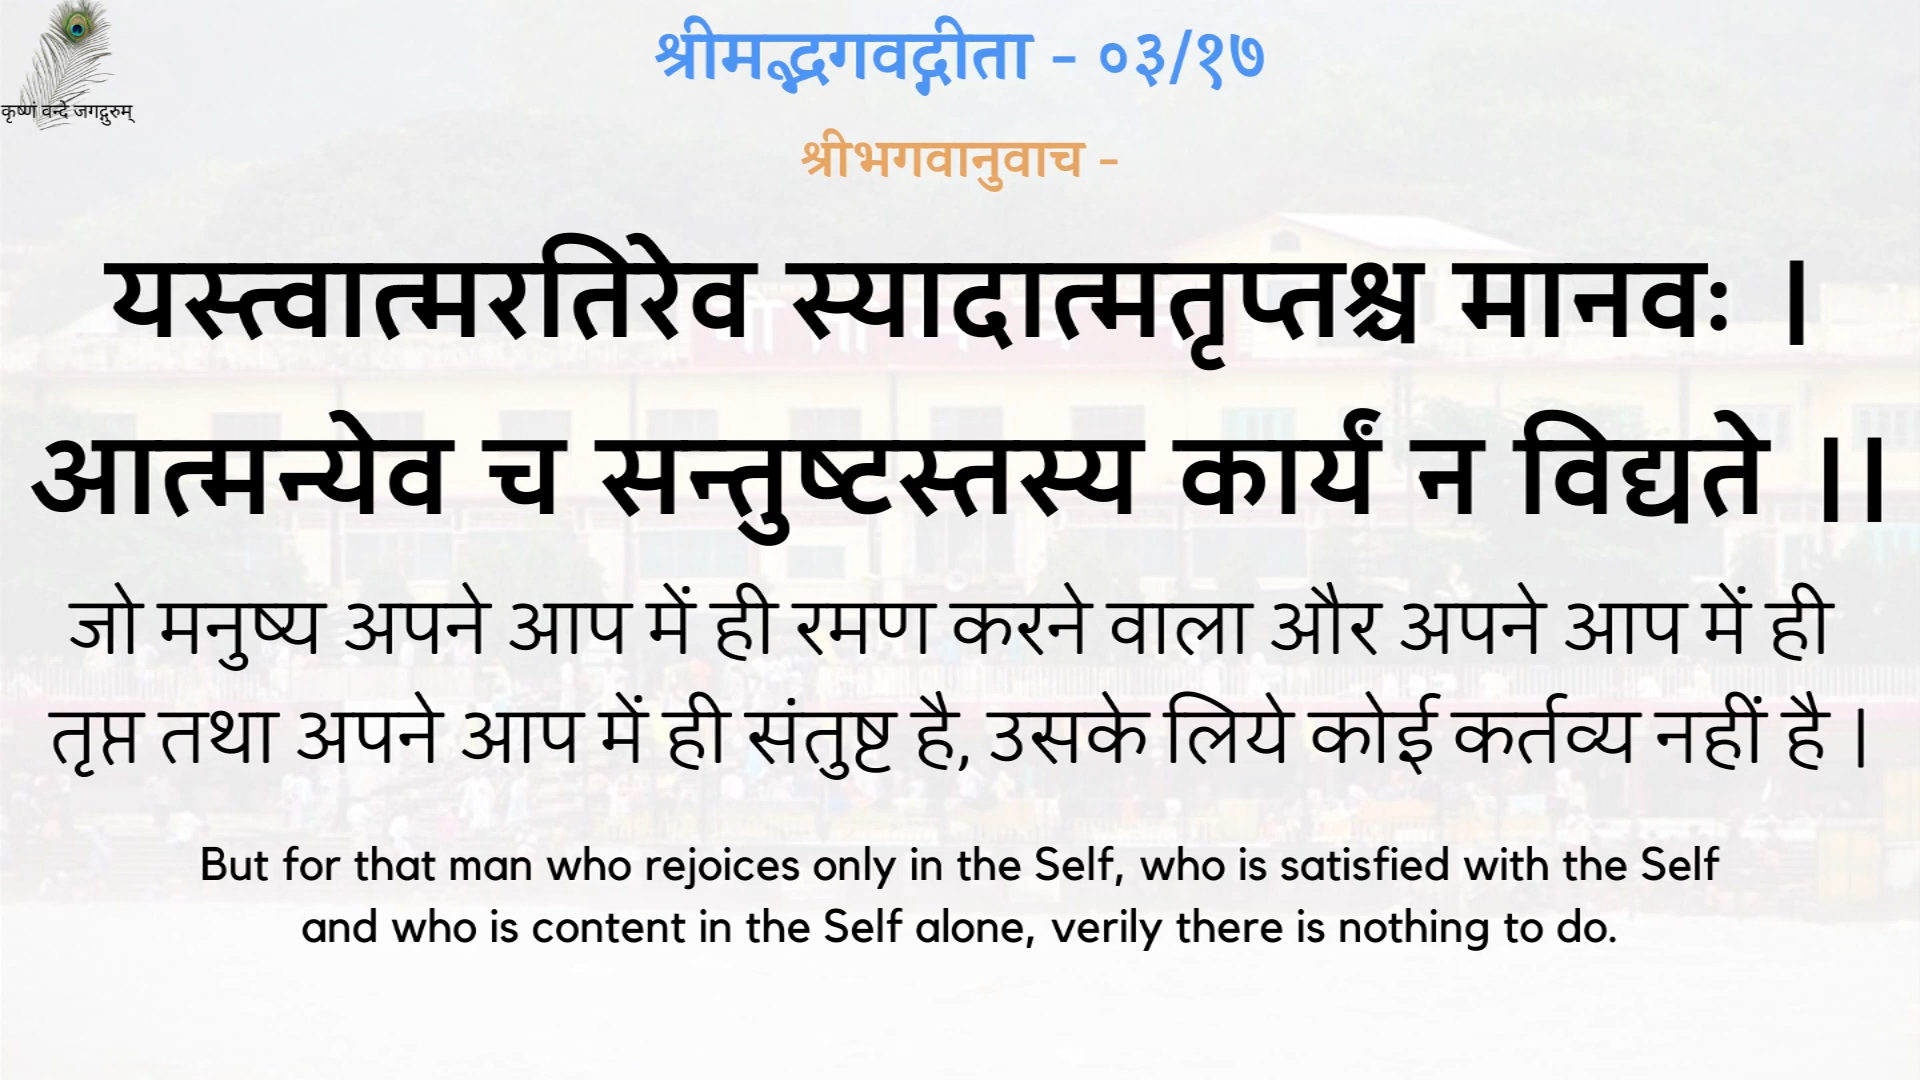 कृष्णं वन्दे जगद्गुरुम्
श्रीमद्भगवद्गीता - ०३/१७
श्रीभगवानुवाच -
यस्त्वात्मरतिरेव स्यादात्मतृप्तश्च मानवः ।
आत्मन्येव च सन्तुष्टस्तस्य कार्यं न विद्यते ।।
जो मनुष्य अपने आप में ही रमण करने वाला और अपने आप में ही
तृप्त तथा अपने आप में ही संतुष्ट है, उसके लिये कोई कर्तव्य नहीं है |
But for that man who rejoices only in the Self, who is satisfied with the Self
and who is content in the Self alone, verily there is nothing to do.